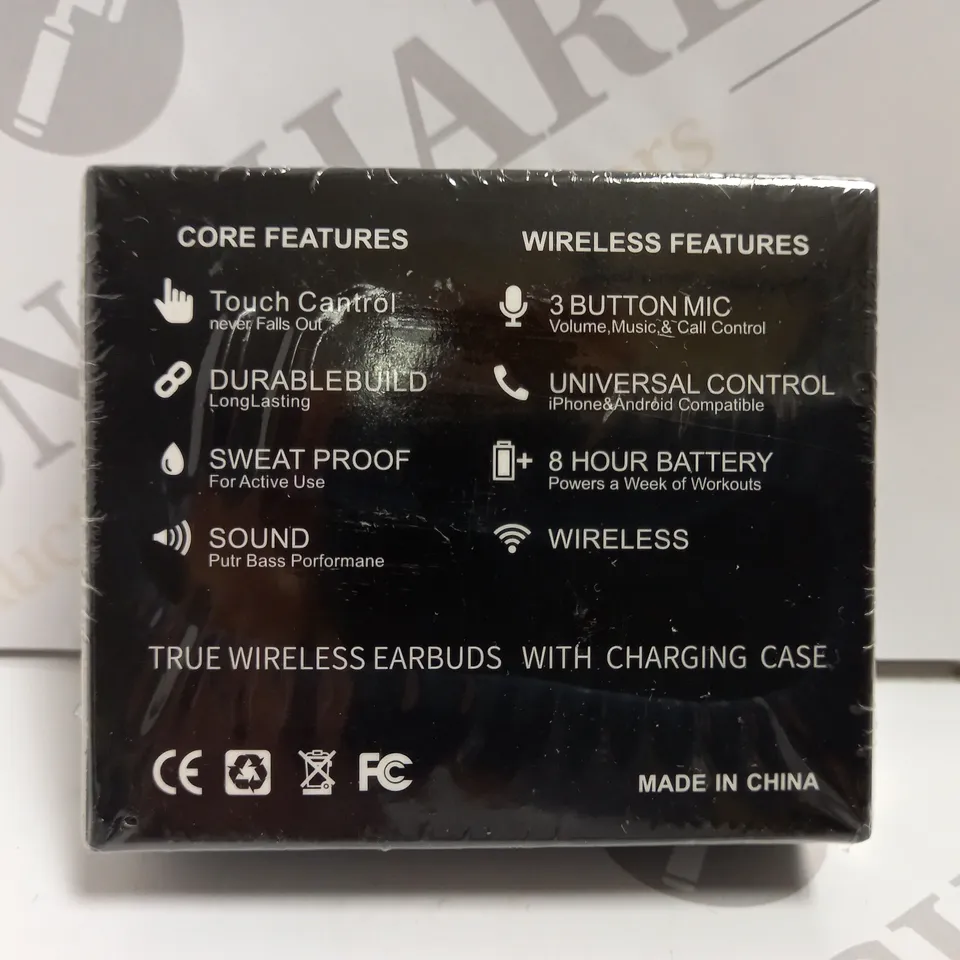 CORE FEATURES
Touch Cantrol
never Falls Out
DURABLEBUILD
LongLasting
SWEAT PROOF
For Active Use
SOUND
Putr Bass Porformane
WIRELESS FEATURES
3 BUTTON MIC
Volume,Music,& Call Control
UNIVERSAL CONTROL
iPhone&Android Compatible
8 HOUR BATTERY
Powers a Week of Workouts
WIRELESS
TRUE WIRELESS EARBUDS WITH CHARGING CASE
CE
FC
MADE IN CHINA